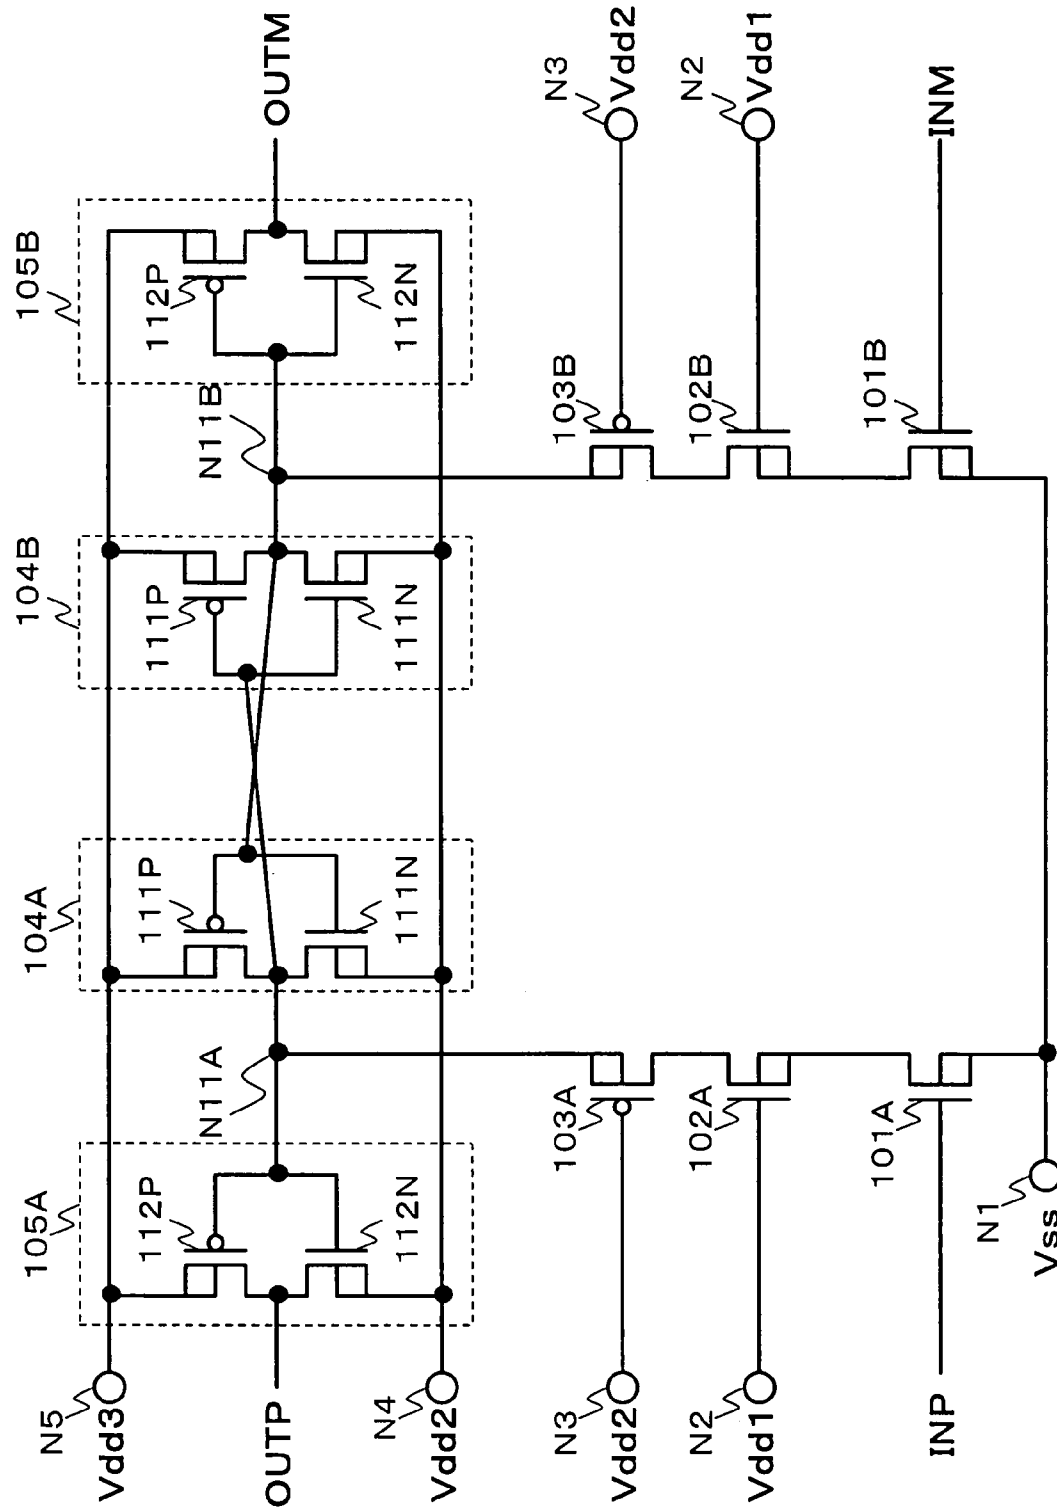 105A
104A
104B
105B
N5
Vdd3
112P
111P
111P
112P
N11A
N11B
OUTP
OUTM
N4
112N
111N
111N
112N
Vdd2
N3
103A
103B
N3
Vdd2
Vdd2
N2
102A
102B
N2
Vdd1
Vdd1
101A
101B
INP
INM
N1
Vss